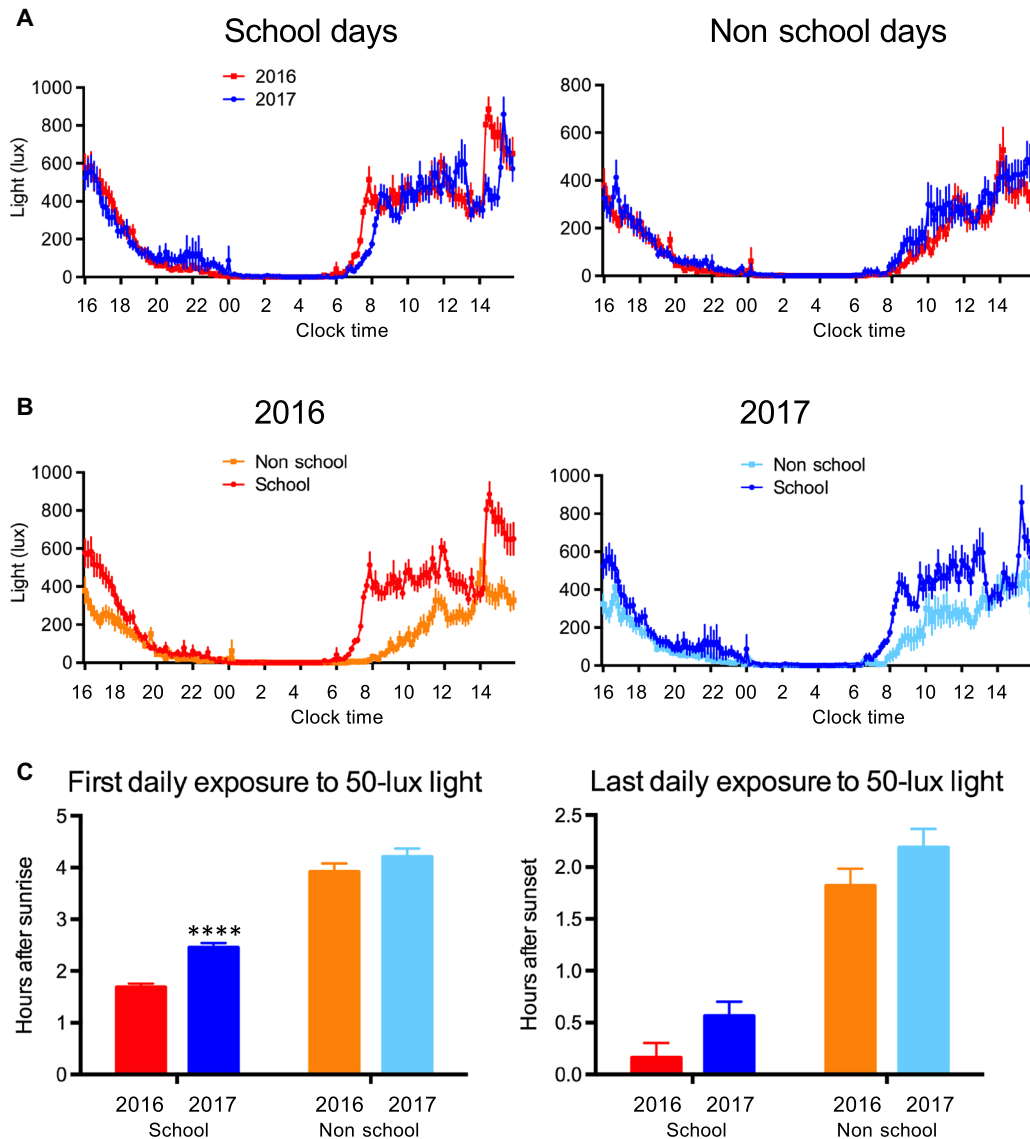 A
School days
Non school days
2016
2017
1000
800
600
400
200
0
Light (lux)
16 18 20 22 00 2 4 6 8 10 12 14
Clock time
800
600
400
200
0
16 18 20 22 00 2 4 6 8 10 12 14
Clock time
B
2016
2017
Non school
School
1000
800
600
400
200
0
Light (lux)
16 18 20 22 00 2 4 6 8 10 12 14
Clock time
Non school
School
1000
800
600
400
200
0
16 18 20 22 00 2 4 6 8 10 12 14
Clock time
C
First daily exposure to 50-lux light
Last daily exposure to 50-lux light
5
4
3
2
1
0
Hours after sunrise
****
2016 2017 2016 2017
School Non school
2.5
2.0
1.5
1.0
0.5
0.0
Hours after sunset
2016 2017 2016 2017
School Non school